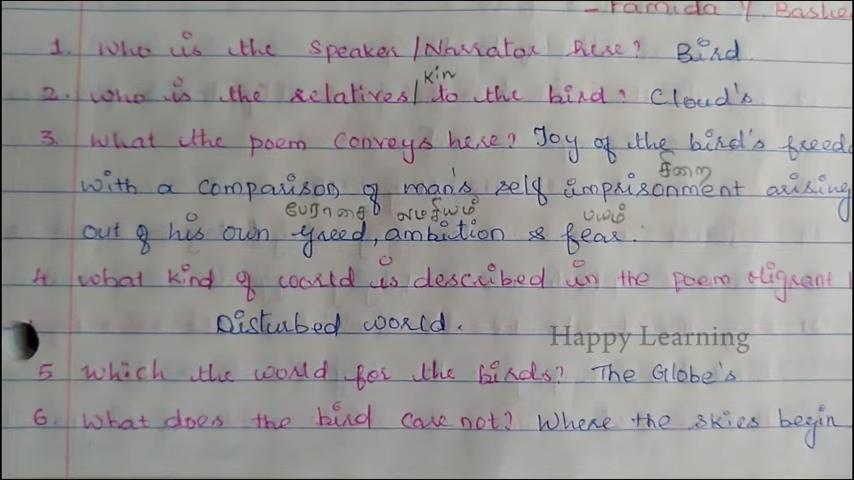 - Famida Y. Bashe
1. Who is the Speaker/Narrator here? Bird
kin
2. who is the relatives/ to the bird? Cloud's
3. What the poem conveys here? Joy of the bird's freed
சிறை
with a comparison of man's self imprisonment arising
பேராசை லட்சியம் பயம்
out of his own greed, ambition & fear.
4. what kind of world is described in the poem Migrant
Disturbed world.
Happy Learning
5 Which the world for the birds? The Globe's
6. What does the bird care not? Where the skies begin